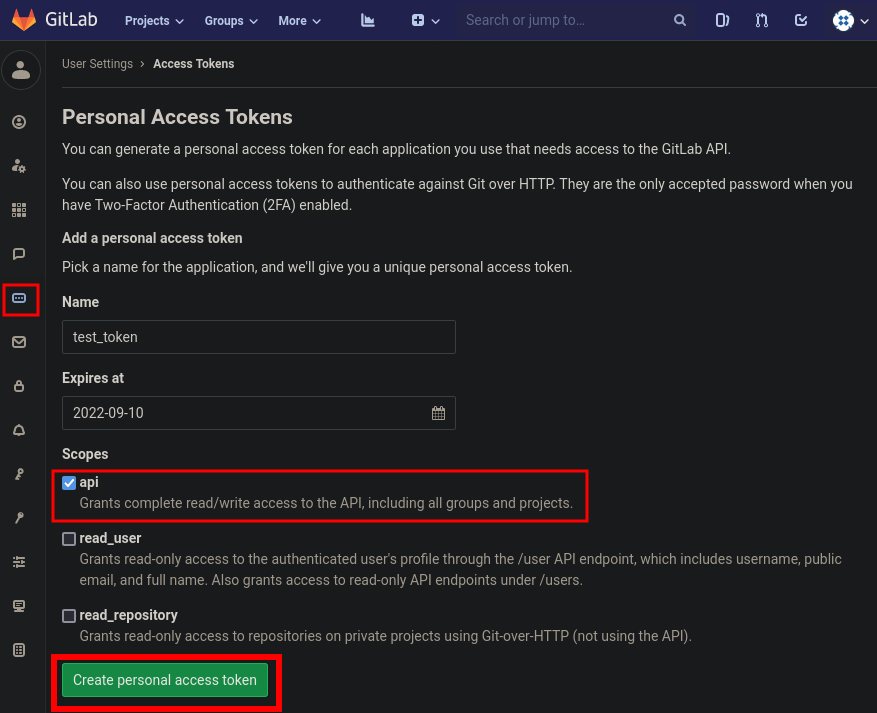 GitLab Projects Groups More Search or jump to...
User Settings › Access Tokens
Personal Access Tokens
You can generate a personal access token for each application you use that needs access to the GitLab API.
You can also use personal access tokens to authenticate against Git over HTTP. They are the only accepted password when you
have Two-Factor Authentication (2FA) enabled.
Add a personal access token
Pick a name for the application, and we'll give you a unique personal access token.
Name
test_token
Expires at
2022-09-10
Scopes
api
Grants complete read/write access to the API, including all groups and projects.
read_user
Grants read-only access to the authenticated user's profile through the /user API endpoint, which includes username, public
email, and full name. Also grants access to read-only API endpoints under /users.
read_repository
Grants read-only access to repositories on private projects using Git-over-HTTP (not using the API).
Create personal access token